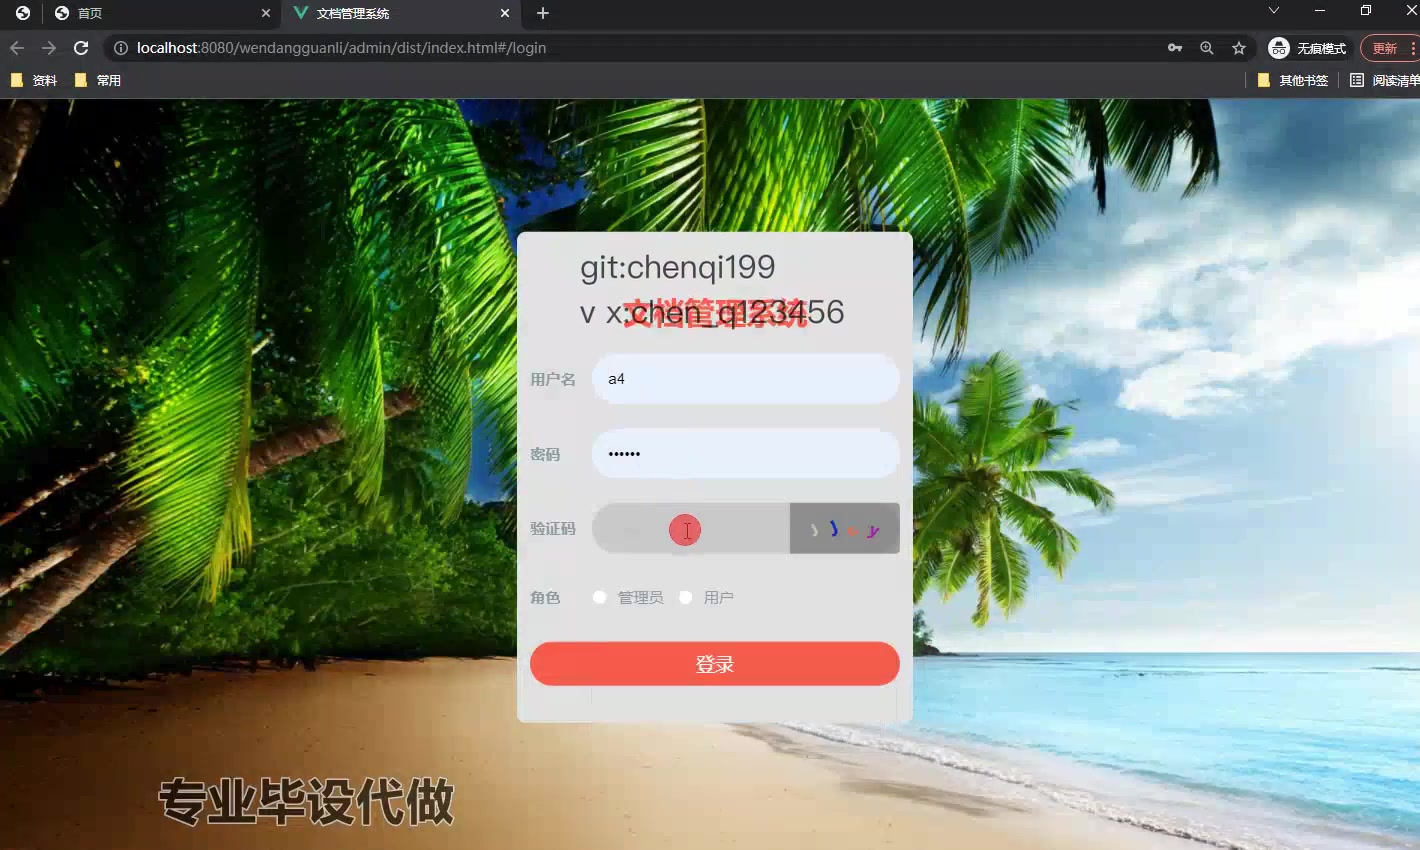 首页
文档管理系统
localhost:8080/wendangguanli/admin/dist/index.html#/login
无痕模式
更新
资料
常用
其他书签
阅读清单
git:chenqi199
v x:chen_q123456
文档管理系统
用户名
a4
密码
••••••
验证码
角色
管理员
用户
登录
专业毕设代做